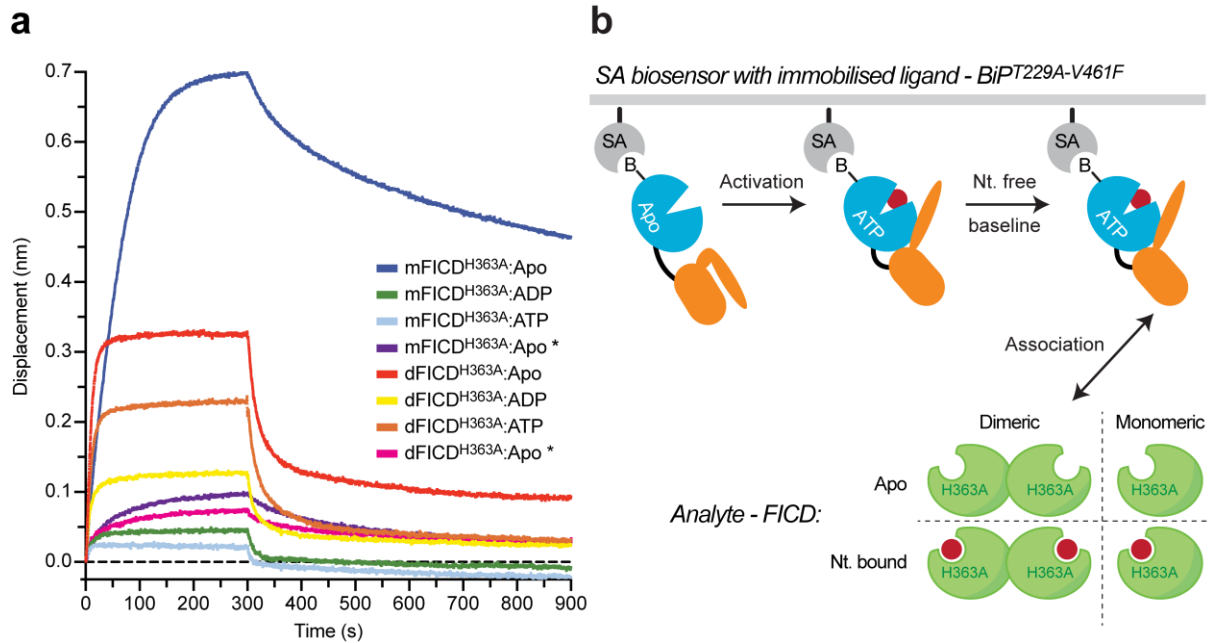 a
Displacement (nm)
0.7
0.6
0.5
0.4
0.3
0.2
0.1
0.0
0 100 200 300 400 500 600 700 800 900
Time (s)
mFICDH363A:Apo
mFICDH363A:ADP
mFICDH363A:ATP
mFICDH363A:Apo *
dFICDH363A:Apo
dFICDH363A:ADP
dFICDH363A:ATP
dFICDH363A:Apo *
b
SA biosensor with immobilised ligand - BiPT229A-V461F
SA SA SA
B B B
Apo
Activation
ATP
Nt. free
baseline
ATP
Association
Dimeric Monomeric
Apo
H363A H363A H363A
Analyte - FICD:
Nt. bound
H363A H363A H363A